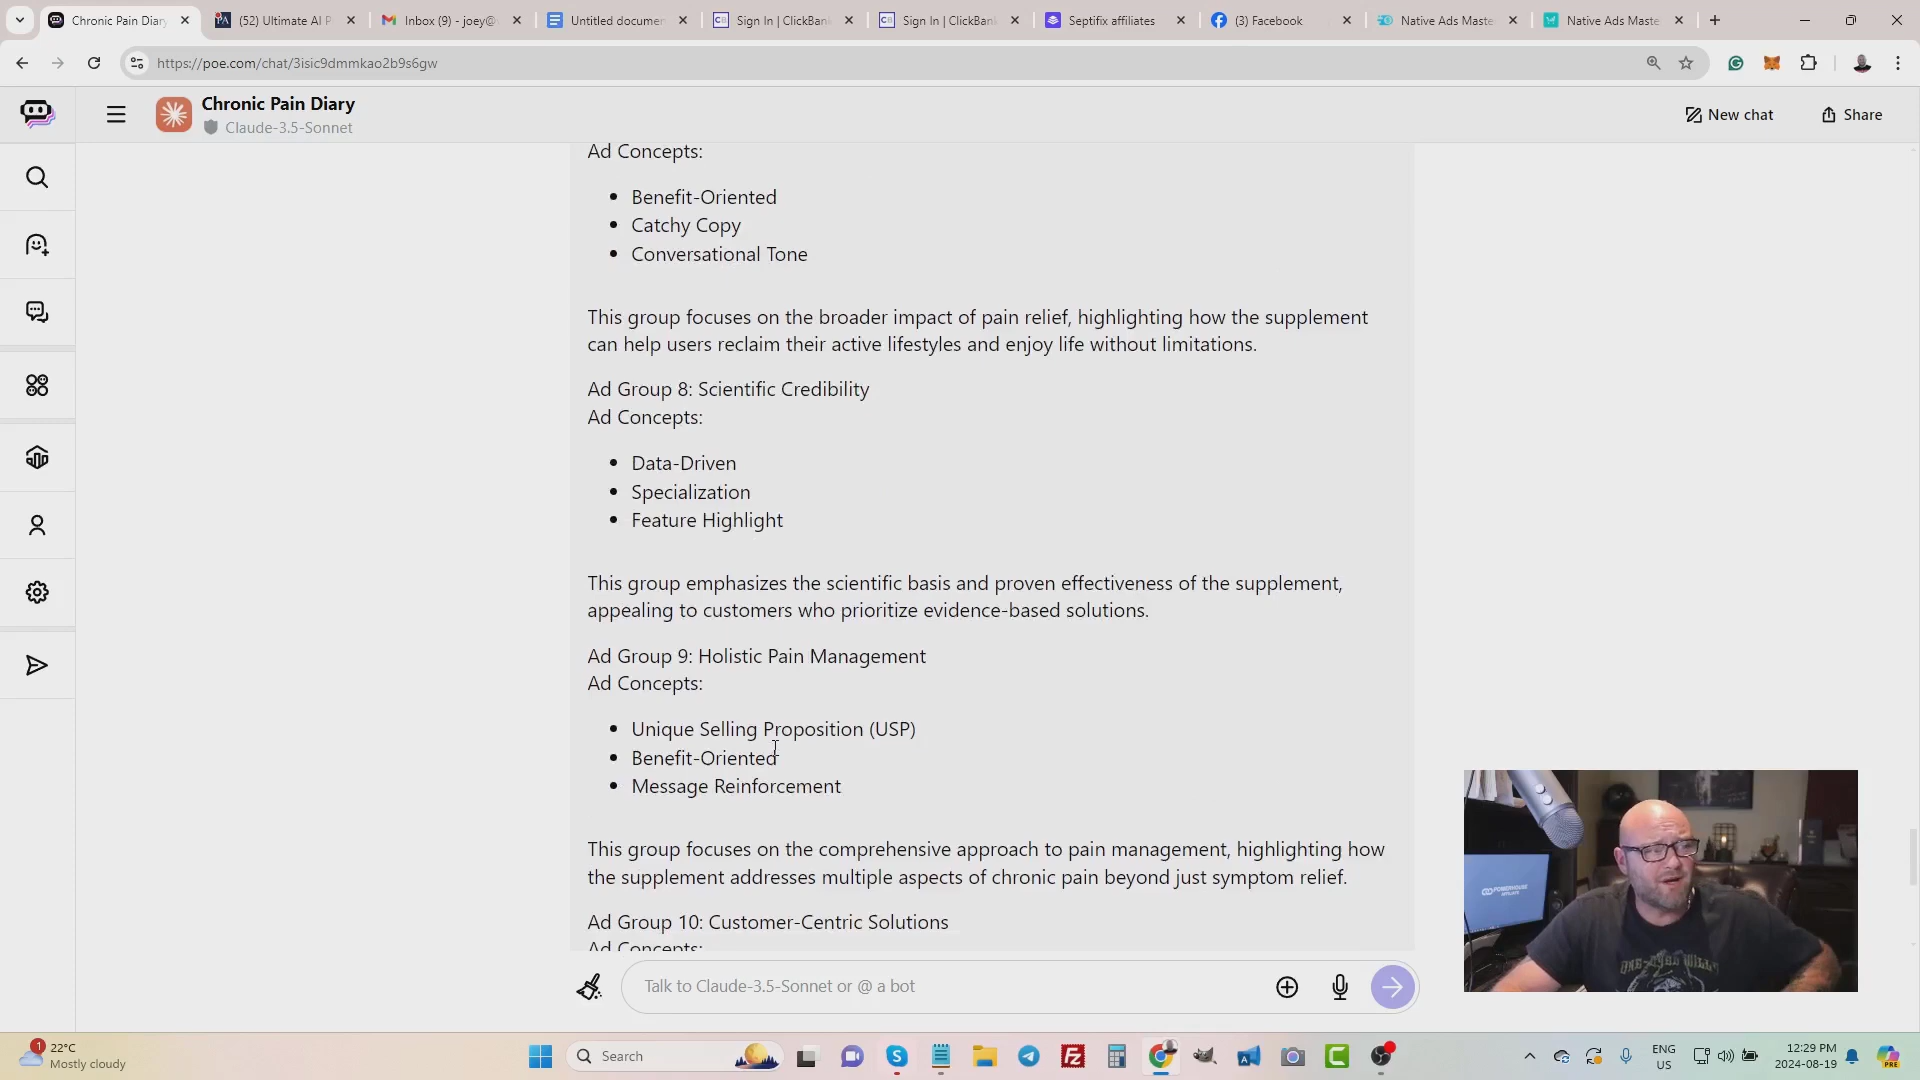 Chronic Pain Diar
(52) Ultimate AI P
Inbox (9) - joey@
Untitled documen
Sign In | ClickBank
Sign In | ClickBank
Septifix affiliates
(3) Facebook
Native Ads Maste
Native Ads Maste
https://poe.com/chat/3isic9dmmkao2b9s6gw
Chronic Pain Diary
Claude-3.5-Sonnet
New chat
Share
Ad Concepts:
Benefit-Oriented
Catchy Copy
Conversational Tone
This group focuses on the broader impact of pain relief, highlighting how the supplement
can help users reclaim their active lifestyles and enjoy life without limitations.
Ad Group 8: Scientific Credibility
Ad Concepts:
Data-Driven
Specialization
Feature Highlight
This group emphasizes the scientific basis and proven effectiveness of the supplement,
appealing to customers who prioritize evidence-based solutions.
Ad Group 9: Holistic Pain Management
Ad Concepts:
Unique Selling Proposition (USP)
Benefit-Oriented
Message Reinforcement
This group focuses on the comprehensive approach to pain management, highlighting how
the supplement addresses multiple aspects of chronic pain beyond just symptom relief.
Ad Group 10: Customer-Centric Solutions
Ad Concepts:
Talk to Claude-3.5-Sonnet or @ a bot
POWERHOUSE
AFFILIATE
1
22°C
Mostly cloudy
Search
ENG
US
12:29 PM
2024-08-19
PRE